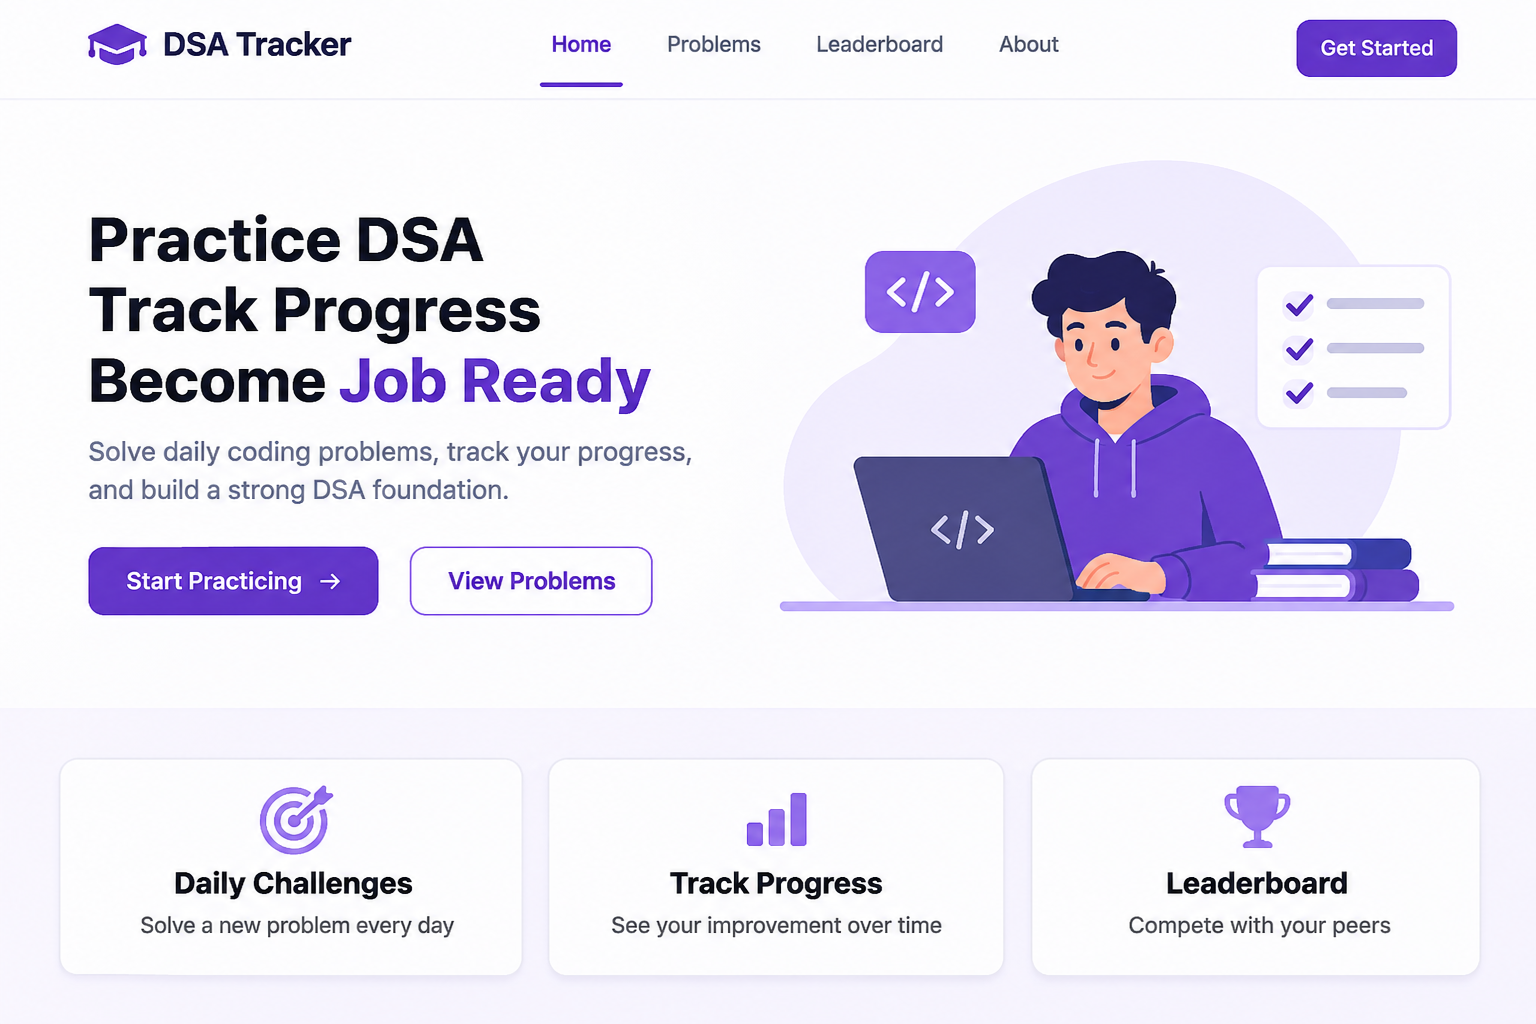 DSA Tracker
Home
Problems
Leaderboard
About
Get Started
Practice DSA
Track Progress
Become Job Ready
Solve daily coding problems, track your progress,
and build a strong DSA foundation.
Start Practicing →
View Problems
</>
</>
Daily Challenges
Solve a new problem every day
Track Progress
See your improvement over time
Leaderboard
Compete with your peers